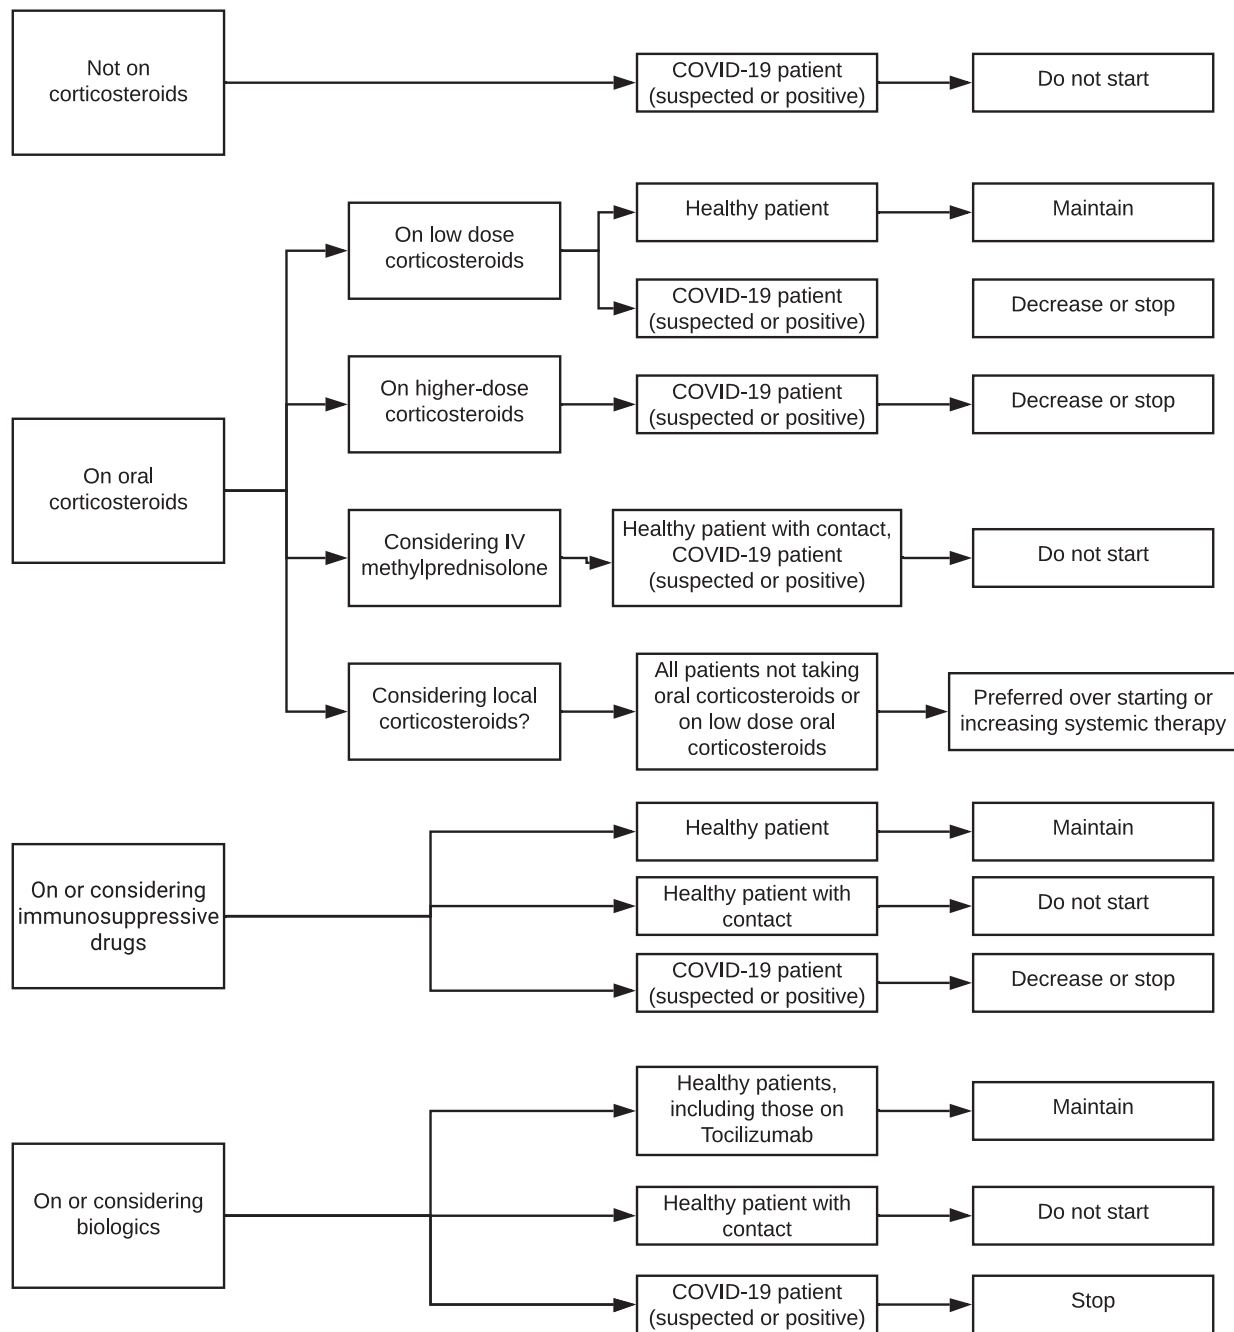 Not on
corticosteroids
COVID-19 patient
(suspected or positive)
Do not start
On oral
corticosteroids
On low dose
corticosteroids
Healthy patient
Maintain
COVID-19 patient
(suspected or positive)
Decrease or stop
On higher-dose
corticosteroids
COVID-19 patient
(suspected or positive)
Decrease or stop
Considering IV
methylprednisolone
Healthy patient with contact,
COVID-19 patient
(suspected or positive)
Do not start
Considering local
corticosteroids?
All patients not taking
oral corticosteroids or
on low dose oral
corticosteroids
Preferred over starting or
increasing systemic therapy
On or considering
immunosuppressive
drugs
Healthy patient
Maintain
Healthy patient with
contact
Do not start
COVID-19 patient
(suspected or positive)
Decrease or stop
On or considering
biologics
Healthy patients,
including those on
Tocilizumab
Maintain
Healthy patient with
contact
Do not start
COVID-19 patient
(suspected or positive)
Stop